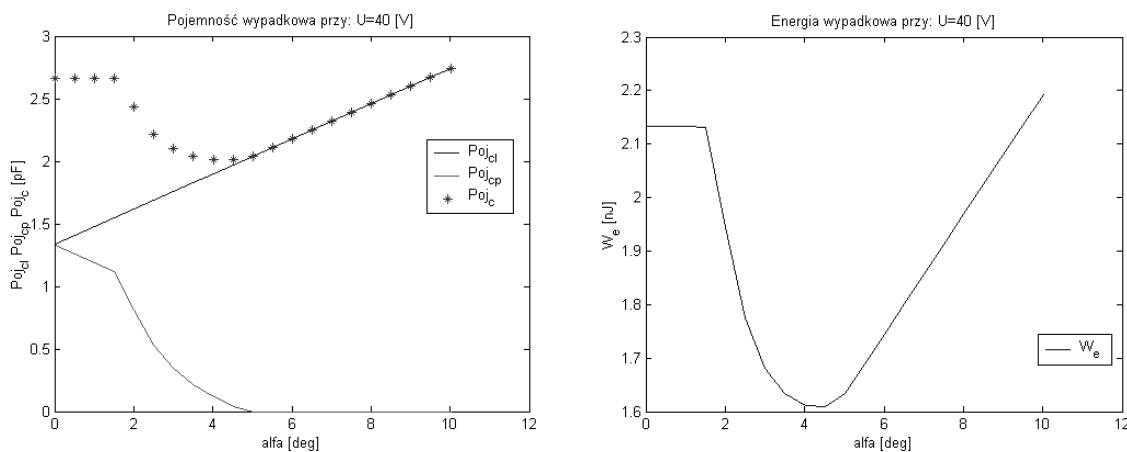 Pojemność wypadkowa przy: U=40 [V]
3
2.5
2
1.5
1
0.5
0
Poj_cl Poj_cp Poj_c [pF]
Poj_cl
Poj_cp
Poj_c
0 2 4 6 8 10 12
alfa [deg]
Energia wypadkowa przy: U=40 [V]
2.3
2.2
2.1
2
1.9
1.8
1.7
1.6
W_e [nJ]
W_e
0 2 4 6 8 10 12
alfa [deg]